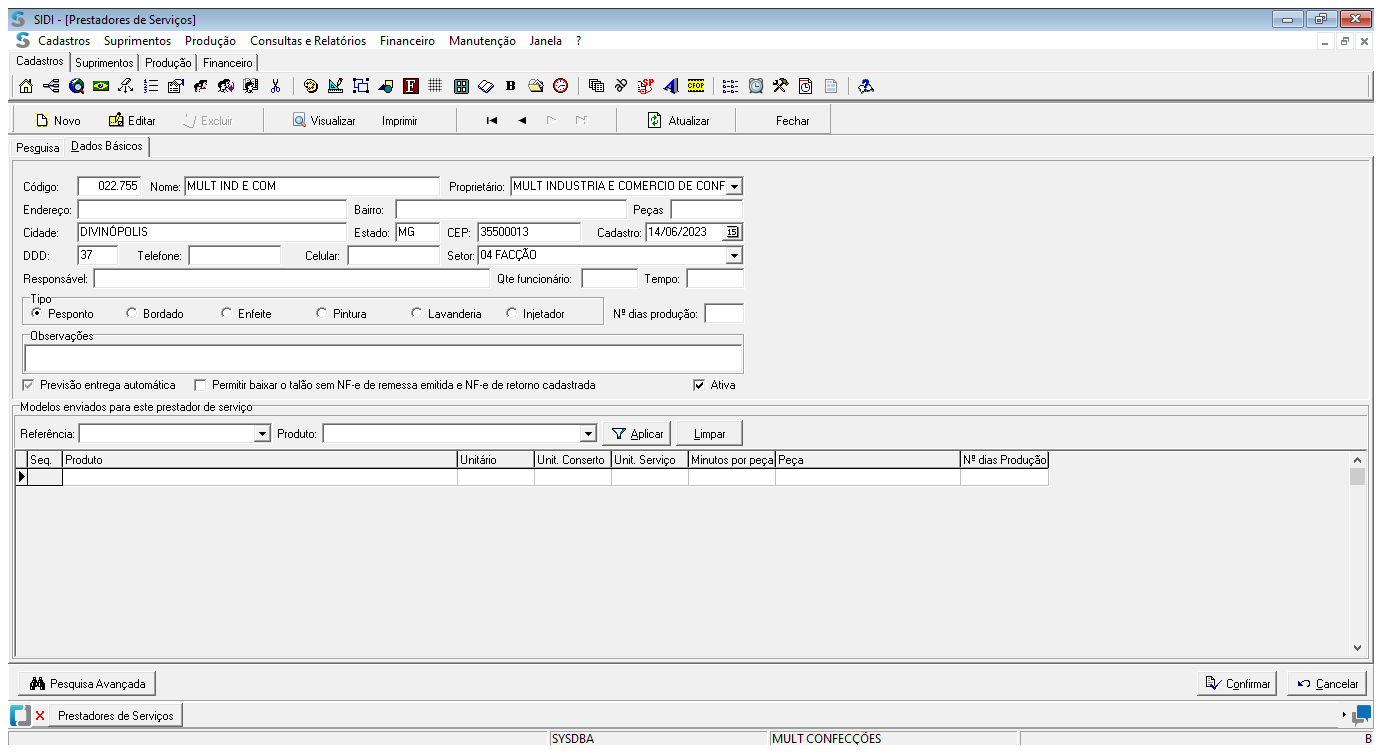 SIDI - [Prestadores de Serviços]
Cadastros Suprimentos Produção Consultas e Relatórios Financeiro Manutenção Janela ?
Cadastros Suprimentos Produção Financeiro
F B SP A CFOP
Novo Editar Excluir Visualizar Imprimir Atualizar Fechar
Pesquisa Dados Básicos
Código: 022.755 Nome: MULT IND E COM Proprietário: MULT INDUSTRIA E COMERCIO DE CONF
Endereço: Bairro: Peças
Cidade: DIVINÓPOLIS Estado: MG CEP: 35500013 Cadastro: 14/06/2023 15
DDD: 37 Telefone: Celular: Setor: 04 FACÇÃO
Responsável: Qte funcionário: Tempo:
Tipo
Pesponto Bordado Enfeite Pintura Lavanderia Injetador Nº dias produção:
Observações
Previsão entrega automática Permitir baixar o talão sem NF-e de remessa emitida e NF-e de retorno cadastrada Ativa
Modelos enviados para este prestador de serviço
Referência: Produto: Aplicar Limpar
Seq. Produto Unitário Unit. Conserto Unit. Serviço Minutos por peça Peça Nº dias Produção
Pesquisa Avançada Confirmar Cancelar
Prestadores de Serviços
SYSDBA MULT CONFECÇÕES B